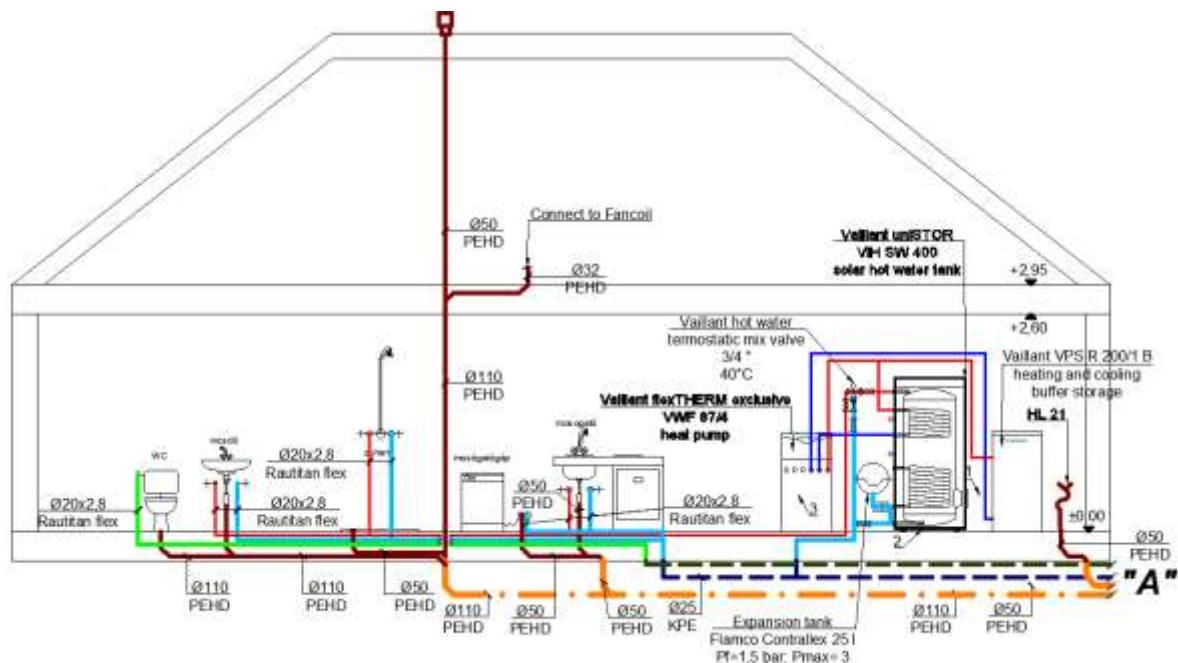 Connect to Fancoil
Ø50
PEHD
Ø32
PEHD
Vaillant uniSTOR
VIH SW 400
solar hot water tank
+2,95
+2,60
Vaillant hot water
termostatic mix valve
3/4 "
40°C
Vaillant VPS R 200/1 B
heating and cooling
buffer storage
Ø110
PEHD
Vaillant flexTHERM exclusive
VWF 87/4
heat pump
HL 21
WC
mosdó
mosogató
mosogatógép
Ø20x2,8
Rautitan flex
Ø20x2,8
Rautitan flex
Ø20x2,8
Rautitan flex
Ø50
PEHD
Ø20x2,8
Rautitan flex
3
1
2
±0,00
Ø50
PEHD
"A"
Ø110
PEHD
Ø110
PEHD
Ø50
PEHD
Ø110
PEHD
Ø50
PEHD
Ø50
PEHD
Ø25
KPE
Expansion tank
Flamco Contraflex 25 l
Pf=1,5 bar; Pmax= 3
Ø110
PEHD
Ø50
PEHD